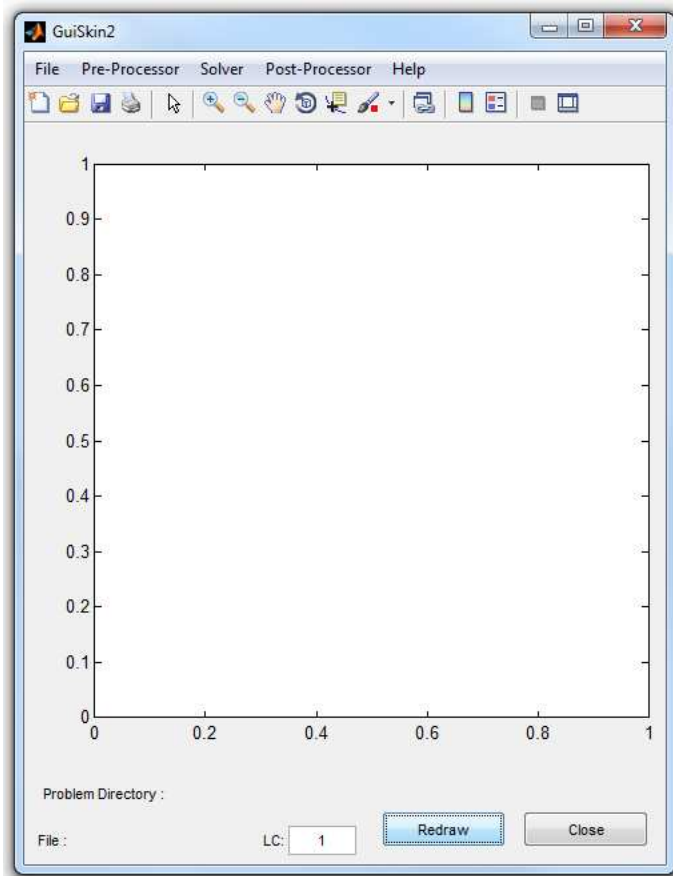 GuiSkin2
File Pre-Processor Solver Post-Processor Help
1
0.9
0.8
0.7
0.6
0.5
0.4
0.3
0.2
0.1
0
0 0.2 0.4 0.6 0.8 1
Problem Directory :
File : LC: 1 Redraw Close